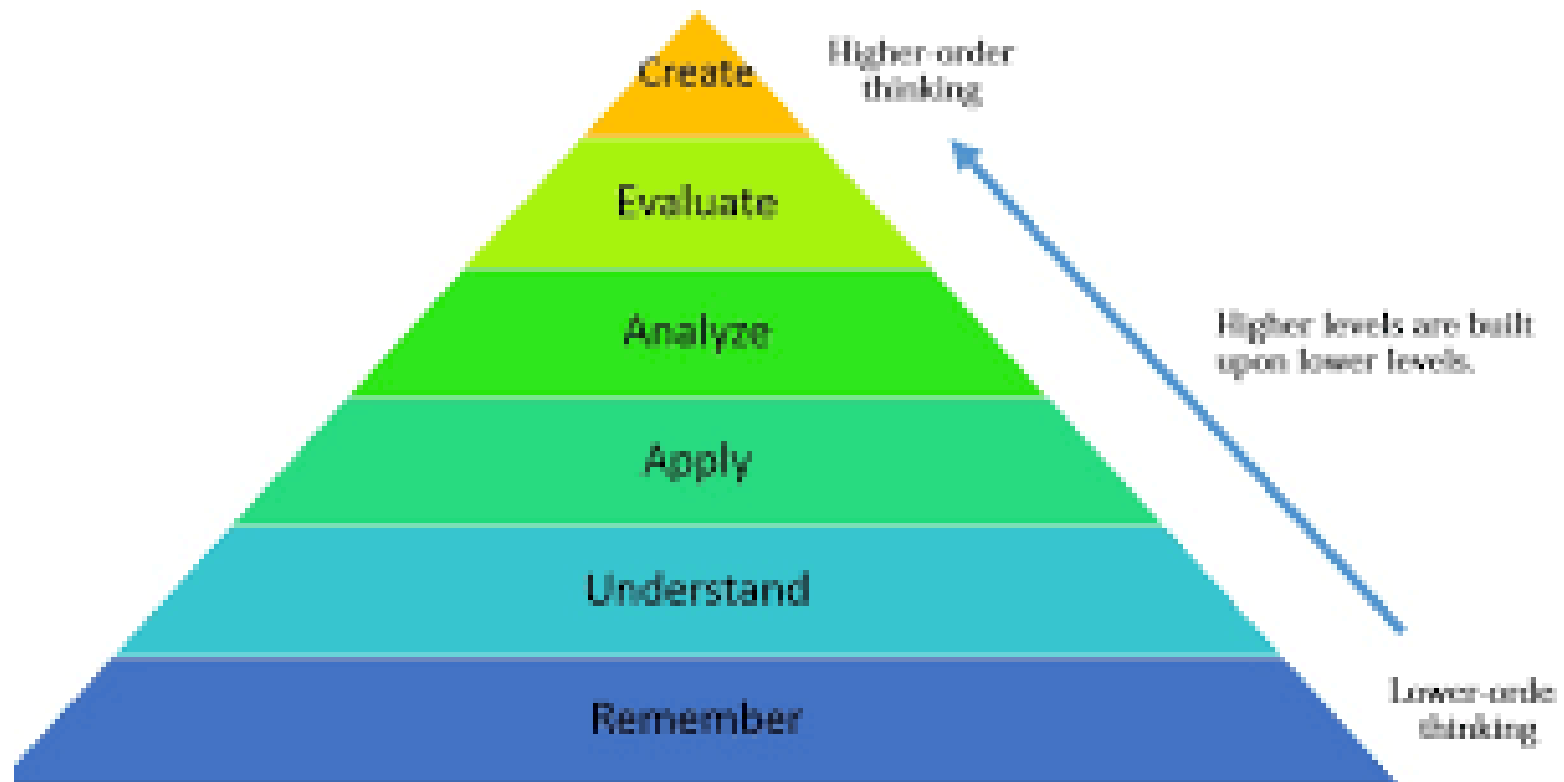 Create
Higher-order
thinking
Evaluate
Analyze
Higher levels are built
upon lower levels.
Apply
Understand
Remember
Lower-orde
thinking